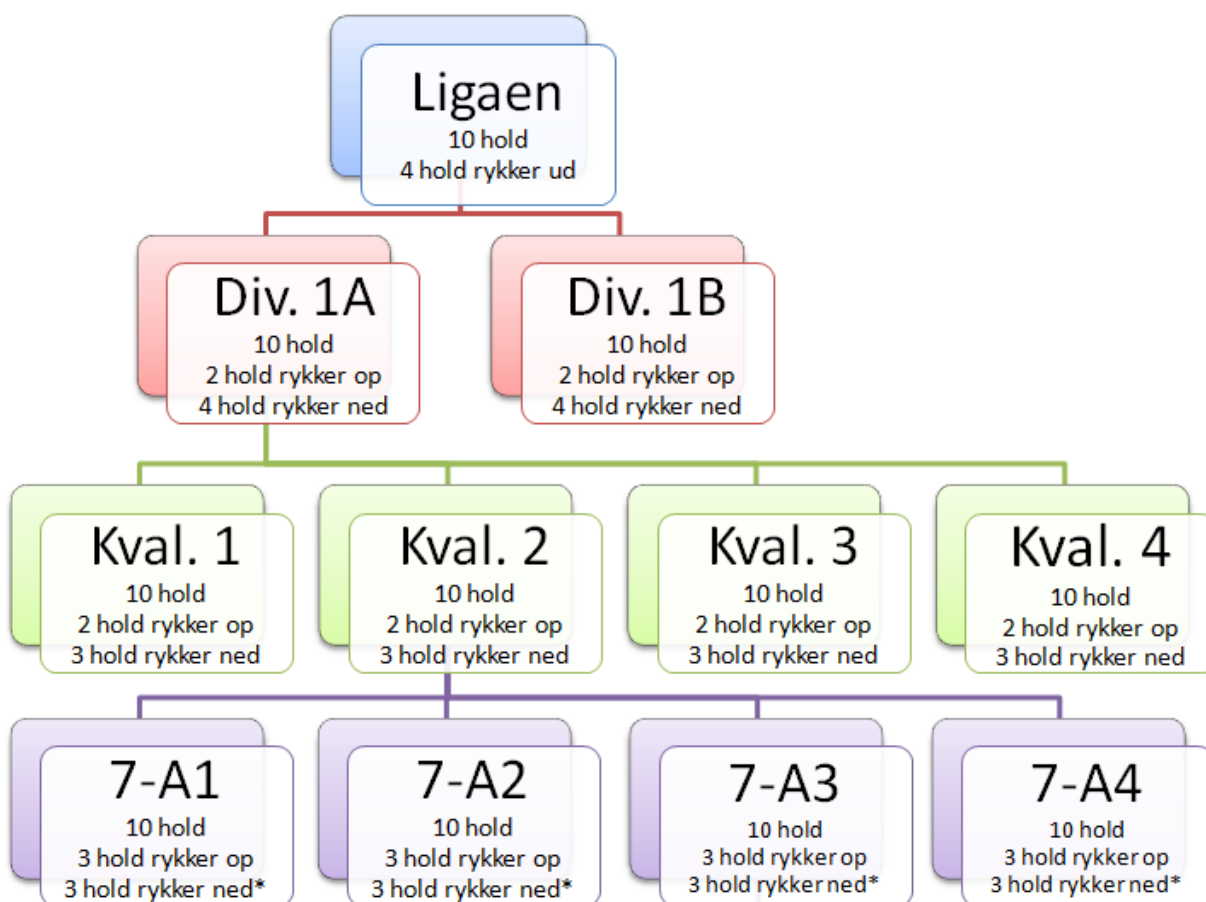 Ligaen
10 hold
4 hold rykker ud
Div. 1A
10 hold
2 hold rykker op
4 hold rykker ned
Div. 1B
10 hold
2 hold rykker op
4 hold rykker ned
Kval. 1
10 hold
2 hold rykker op
3 hold rykker ned
Kval. 2
10 hold
2 hold rykker op
3 hold rykker ned
Kval. 3
10 hold
2 hold rykker op
3 hold rykker ned
Kval. 4
10 hold
2 hold rykker op
3 hold rykker ned
7-A1
10 hold
3 hold rykker op
3 hold rykker ned*
7-A2
10 hold
3 hold rykker op
3 hold rykker ned*
7-A3
10 hold
3 hold rykker op
3 hold rykker ned*
7-A4
10 hold
3 hold rykker op
3 hold rykker ned*